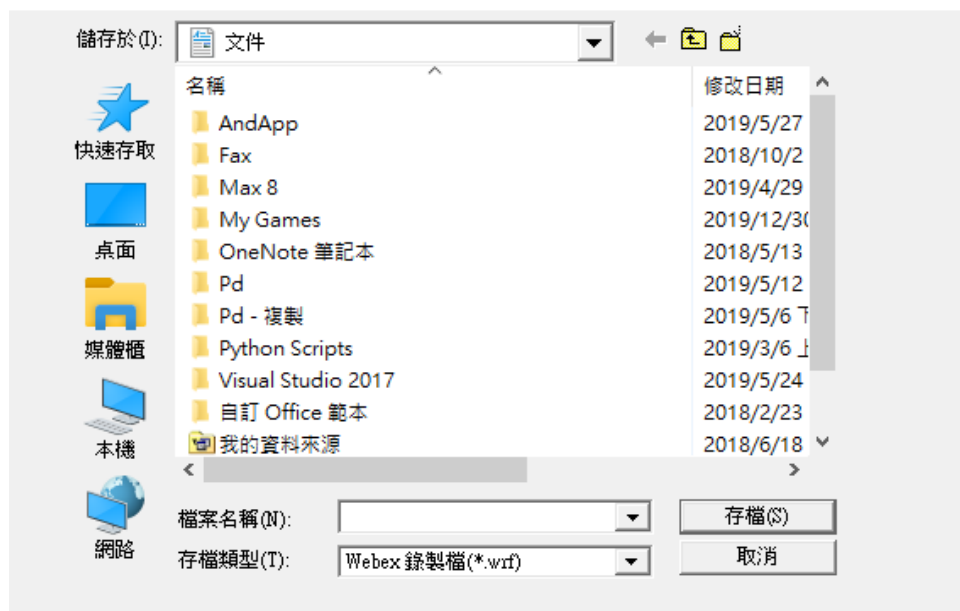 儲存於(I): 文件
名稱 修改日期
AndApp 2019/5/27
Fax 2018/10/2
Max 8 2019/4/29
My Games 2019/12/30
OneNote 筆記本 2018/5/13
Pd 2019/5/12
Pd - 複製 2019/5/6 下
Python Scripts 2019/3/6 上
Visual Studio 2017 2019/5/24
自訂 Office 範本 2018/2/23
我的資料來源 2018/6/18
快速存取
桌面
媒體櫃
本機
網路
檔案名稱(N): 存檔(S)
存檔類型(T): Webex 錄製檔(*.wrf) 取消